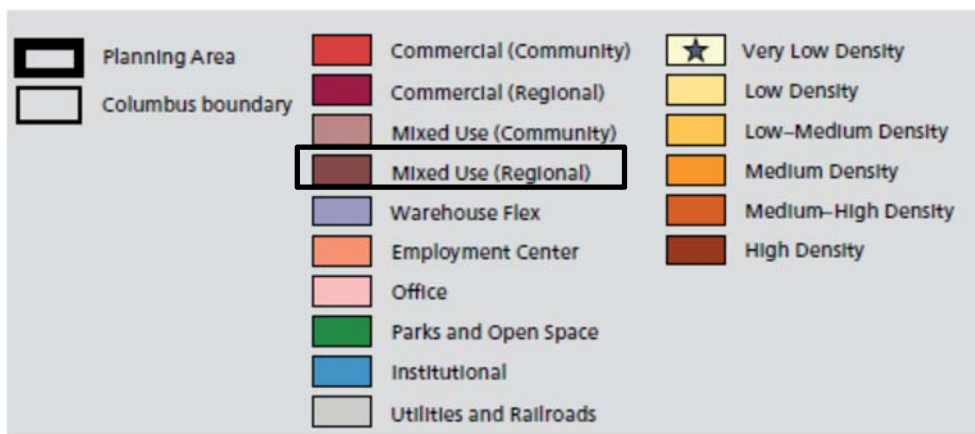 Planning Area
Columbus boundary
Commercial (Community)
Commercial (Regional)
Mixed Use (Community)
Mixed Use (Regional)
Warehouse Flex
Employment Center
Office
Parks and Open Space
Institutional
Utilities and Railroads
Very Low Density
Low Density
Low-Medium Density
Medium Density
Medium-High Density
High Density